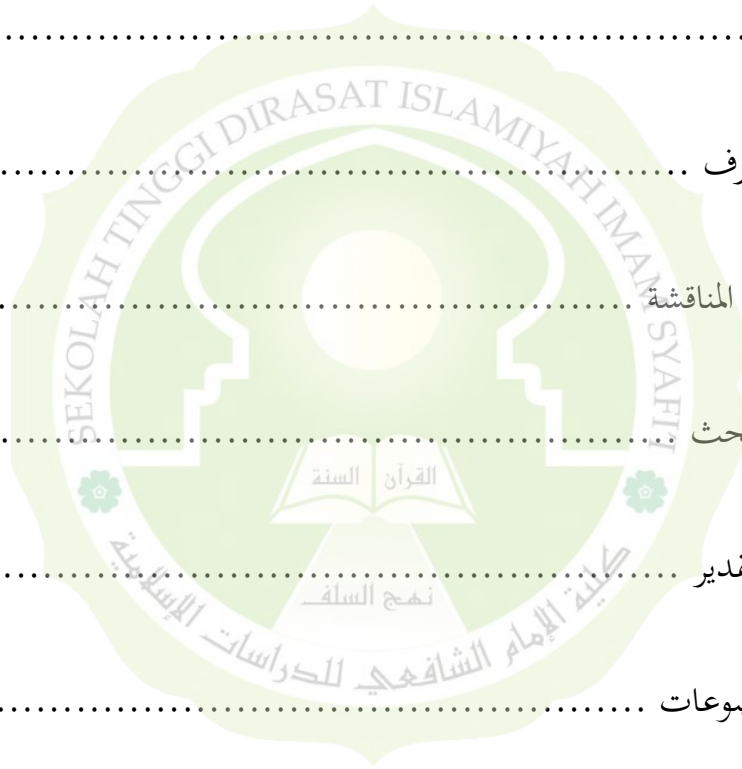 ........................................
SEKOLAH TINGGI DIRASAT ISLAMIYAH IMAM SYAFI'I
رف ........................................
المناقشة ........................................
حث ........................................
القرآن السنة
قدير ........................................
نهج السلف
كلية الإمام الشافعي للدراسات الإسلامية
وعات ........................................